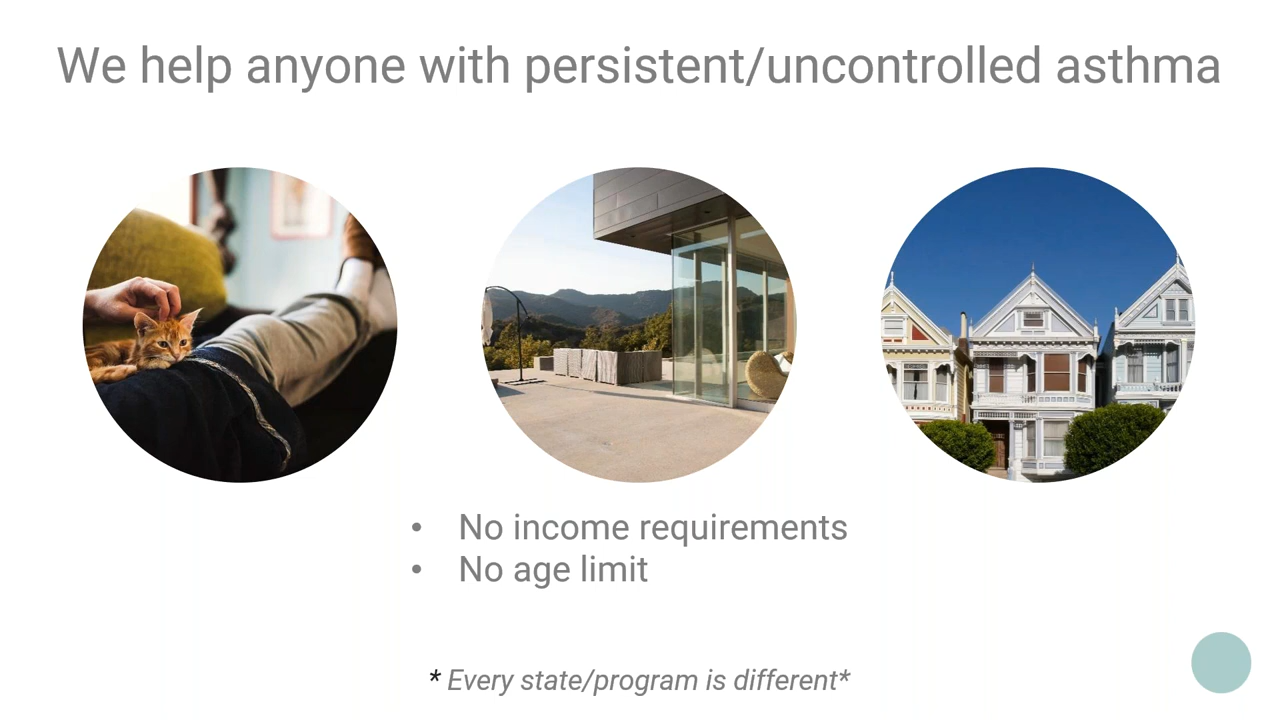 We help anyone with persistent/uncontrolled asthma
• No income requirements
• No age limit
* Every state/program is different*